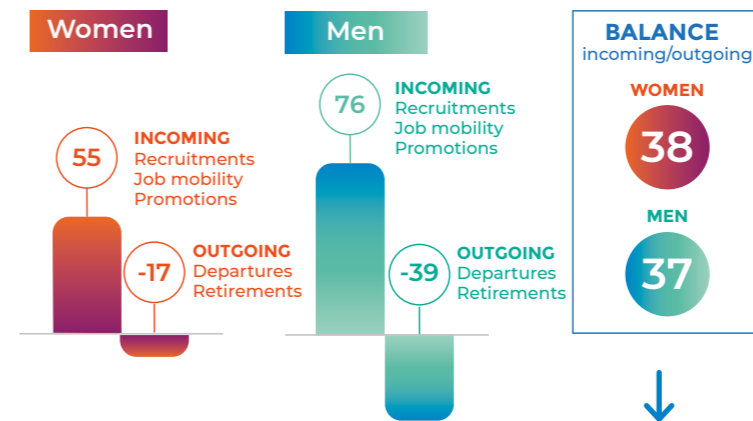 Women
55
INCOMING
Recruitments
Job mobility
Promotions
-17
OUTGOING
Departures
Retirements
Men
76
INCOMING
Recruitments
Job mobility
Promotions
-39
OUTGOING
Departures
Retirements
BALANCE
incoming/outgoing
WOMEN
38
MEN
37